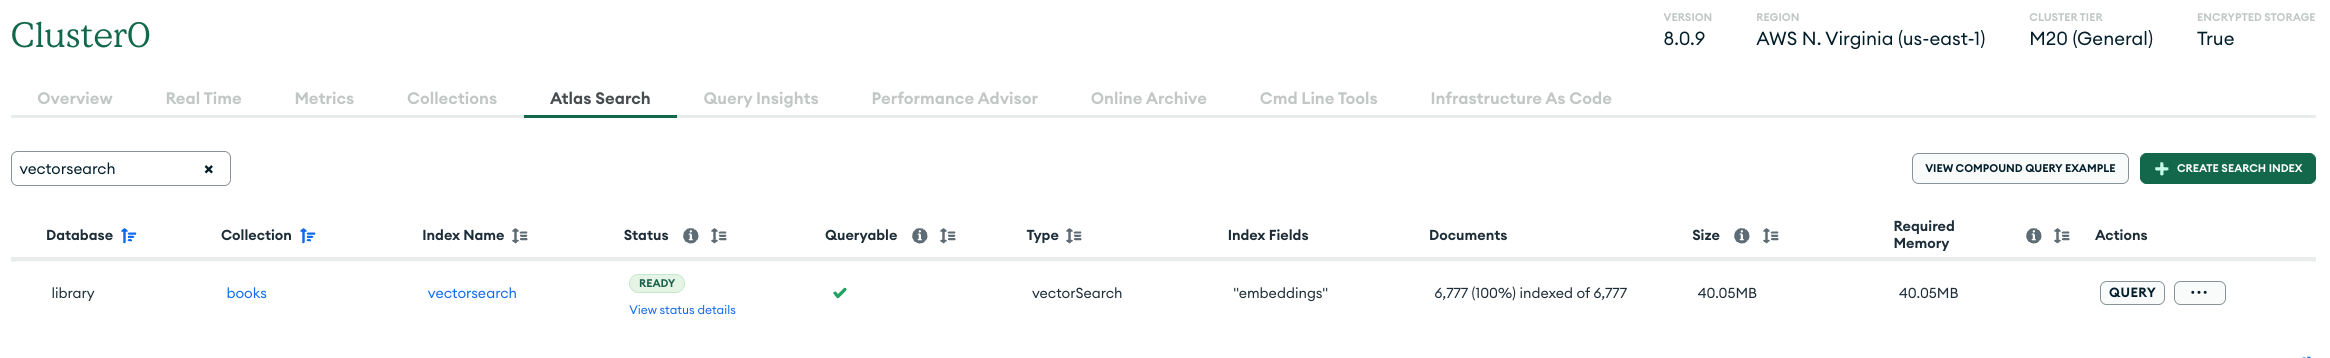 Cluster0
VERSION
8.0.9
REGION
AWS N. Virginia (us-east-1)
CLUSTER TIER
M20 (General)
ENCRYPTED STORAGE
True
Overview
Real Time
Metrics
Collections
Atlas Search
Query Insights
Performance Advisor
Online Archive
Cmd Line Tools
Infrastructure As Code
vectorsearch
VIEW COMPOUND QUERY EXAMPLE
CREATE SEARCH INDEX
Database
Collection
Index Name
Status
Queryable
Type
Index Fields
Documents
Size
Required
Memory
Actions
library
books
vectorsearch
READY
View status details
vectorSearch
"embeddings"
6,777 (100%) indexed of 6,777
40.05MB
40.05MB
QUERY